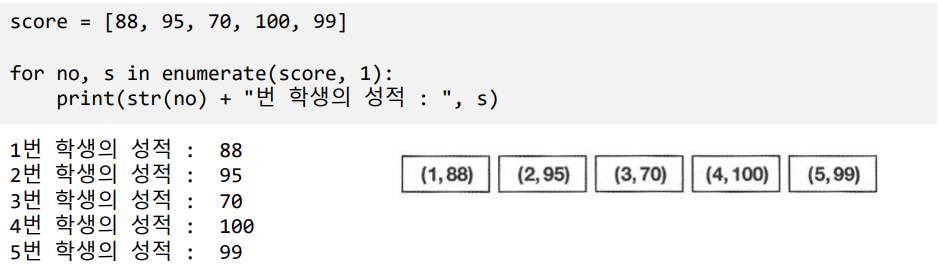 score = [88, 95, 70, 100, 99]
for no, s in enumerate(score, 1):
    print(str(no) + "번 학생의 성적 : ", s)
1번 학생의 성적 :  88
2번 학생의 성적 :  95
3번 학생의 성적 :  70
4번 학생의 성적 :  100
5번 학생의 성적 :  99
(1, 88) (2, 95) (3, 70) (4, 100) (5, 99)